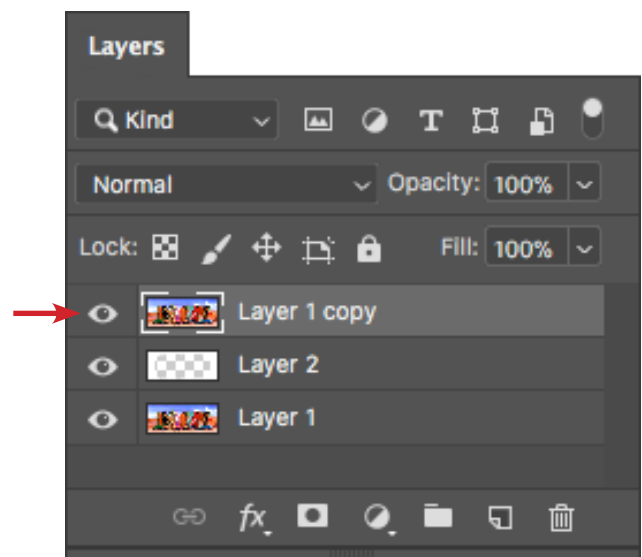 Layers
Kind
Normal Opacity: 100%
Lock: Fill: 100%
Layer 1 copy
Layer 2
Layer 1
fx